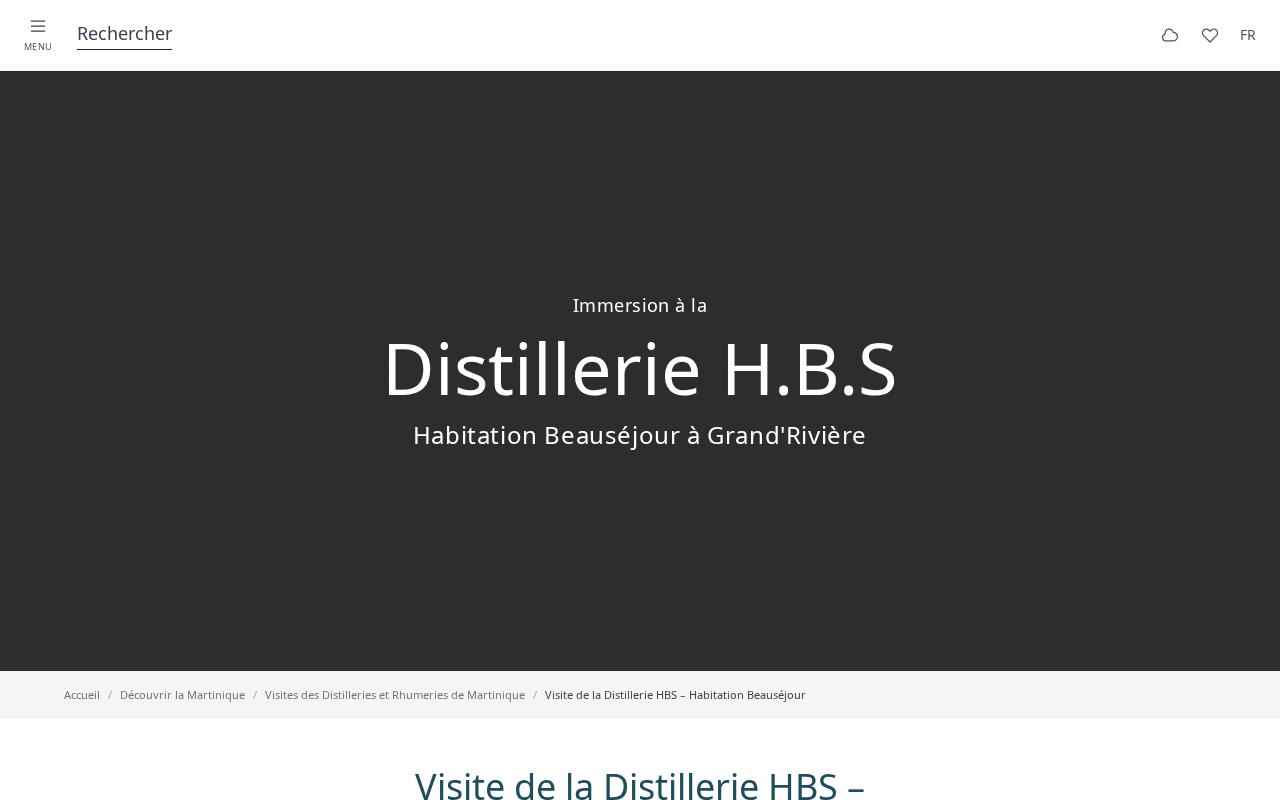 MENU
Rechercher
FR
Immersion à la
Distillerie H.B.S
Habitation Beauséjour à Grand'Rivière
Accueil / Découvrir la Martinique / Visites des Distilleries et Rhumeries de Martinique / Visite de la Distillerie HBS – Habitation Beauséjour
Visite de la Distillerie HBS –